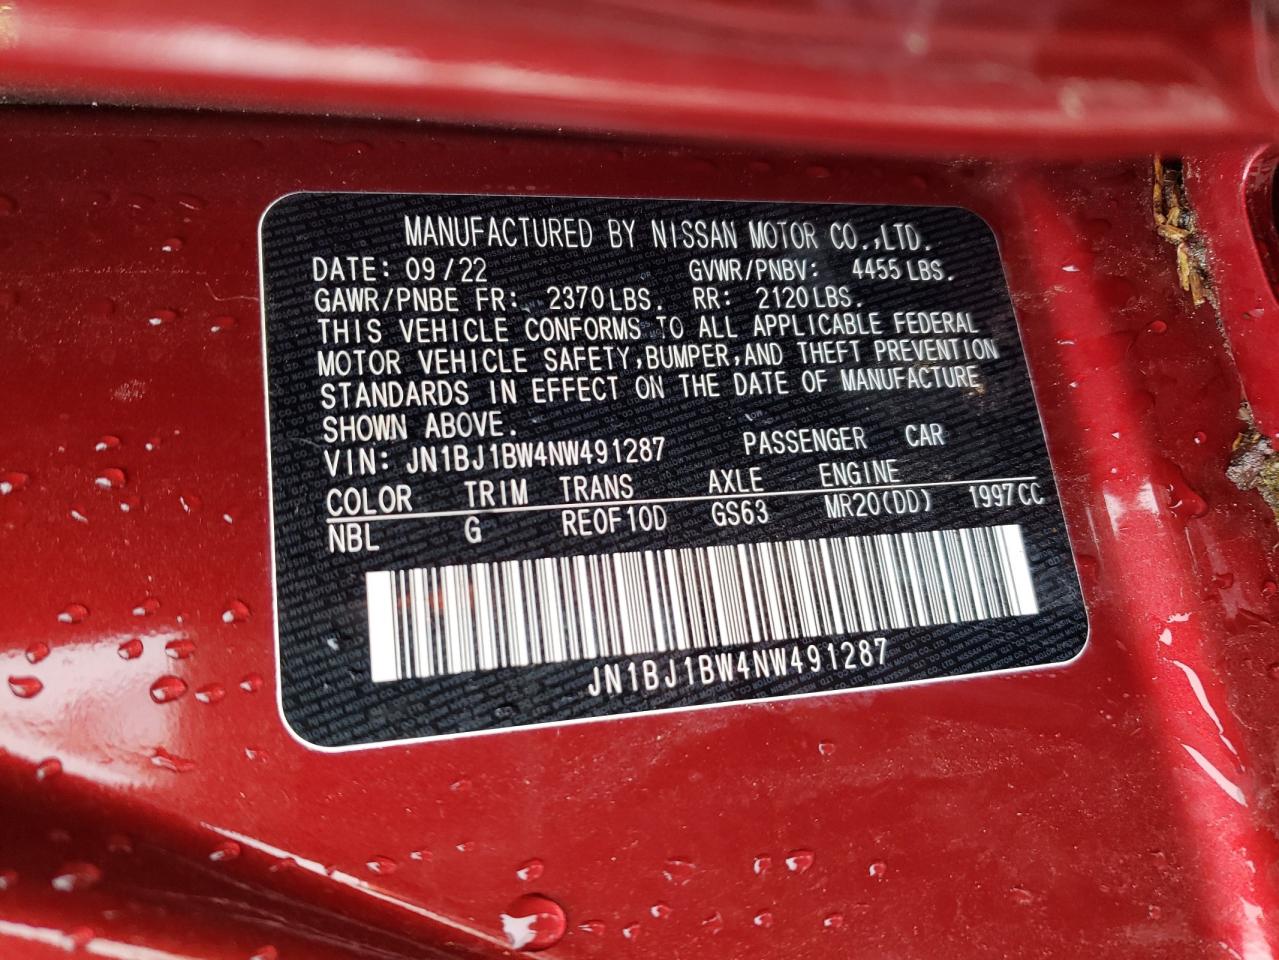 MANUFACTURED BY NISSAN MOTOR CO.,LTD.
DATE: 09/22 GVWR/PNBV: 4455 LBS.
GAWR/PNBE FR: 2370 LBS. RR: 2120 LBS.
THIS VEHICLE CONFORMS TO ALL APPLICABLE FEDERAL
MOTOR VEHICLE SAFETY,BUMPER,AND THEFT PREVENTION
STANDARDS IN EFFECT ON THE DATE OF MANUFACTURE
SHOWN ABOVE.
VIN: JN1BJ1BW4NW491287 PASSENGER CAR
COLOR TRIM TRANS AXLE ENGINE
NBL G RE0F10D GS63 MR20(DD) 1997CC
JN1BJ1BW4NW491287